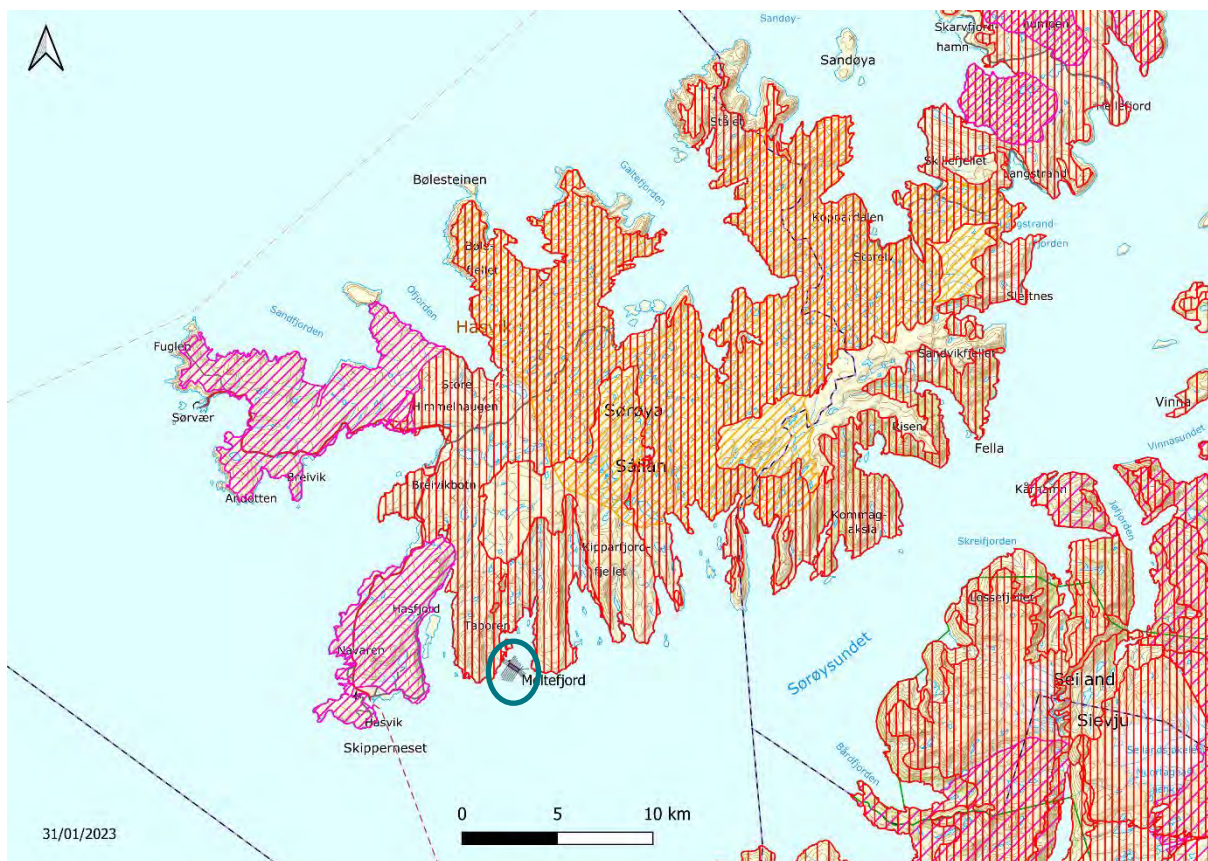 Sandøy-
Skarvfjord-
hamn
Sandøya
Hellefjord
Stålet
Skillefjellet
Langstrand
Bølesteinen
Galtefjorden
Koppardalen
Langstrand-
fjorden
Bøle-
fjellet
Storelv
Ofjorden
Slettnes
Sandfjorden
Hasvik
Fuglen
Sandvikfjellet
Store
Himmelhaugen
Sørøya
Sørvær
Vinna
Risen
Fella
Vinnasundet
Sállan
Breivik
Breivikbotn
Andotten
Kårhamn
Jøfjorden
Kommag-
aksla
Skreifjorden
Kipparfjord-
fjellet
Lossefjellet
Hasfjord
Taboren
Navaren
Sørøysundet
Meltefjord
Seiland
Sievju
Hasvik
Skipperneset
Bårdfjorden
0 5 10 km
31/01/2023